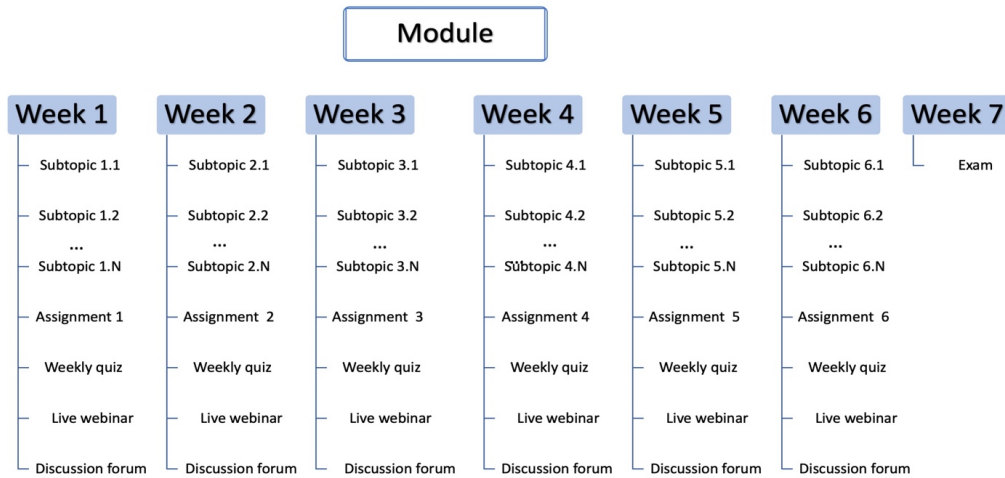 Module
Week 1
Subtopic 1.1
Subtopic 1.2
...
Subtopic 1.N
Assignment 1
Weekly quiz
Live webinar
Discussion forum
Week 2
Subtopic 2.1
Subtopic 2.2
...
Subtopic 2.N
Assignment 2
Weekly quiz
Live webinar
Discussion forum
Week 3
Subtopic 3.1
Subtopic 3.2
...
Subtopic 3.N
Assignment 3
Weekly quiz
Live webinar
Discussion forum
Week 4
Subtopic 4.1
Subtopic 4.2
...
Subtopic 4.N
Assignment 4
Weekly quiz
Live webinar
Discussion forum
Week 5
Subtopic 5.1
Subtopic 5.2
...
Subtopic 5.N
Assignment 5
Weekly quiz
Live webinar
Discussion forum
Week 6
Subtopic 6.1
Subtopic 6.2
...
Subtopic 6.N
Assignment 6
Weekly quiz
Live webinar
Discussion forum
Week 7
Exam